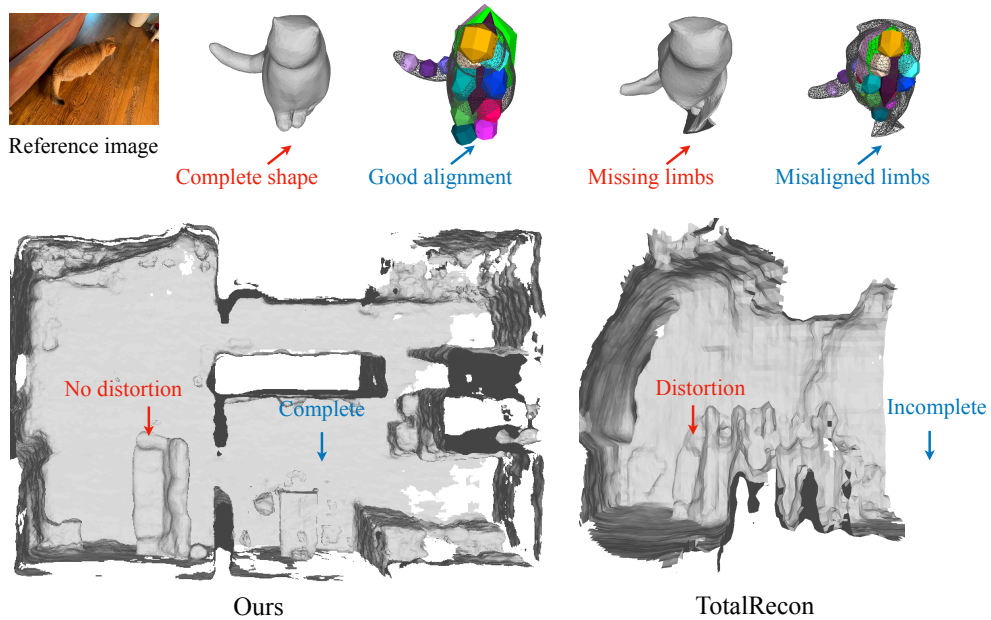 Reference image
Complete shape
Good alignment
Missing limbs
Misaligned limbs
No distortion
Complete
Distortion
Incomplete
Ours
TotalRecon